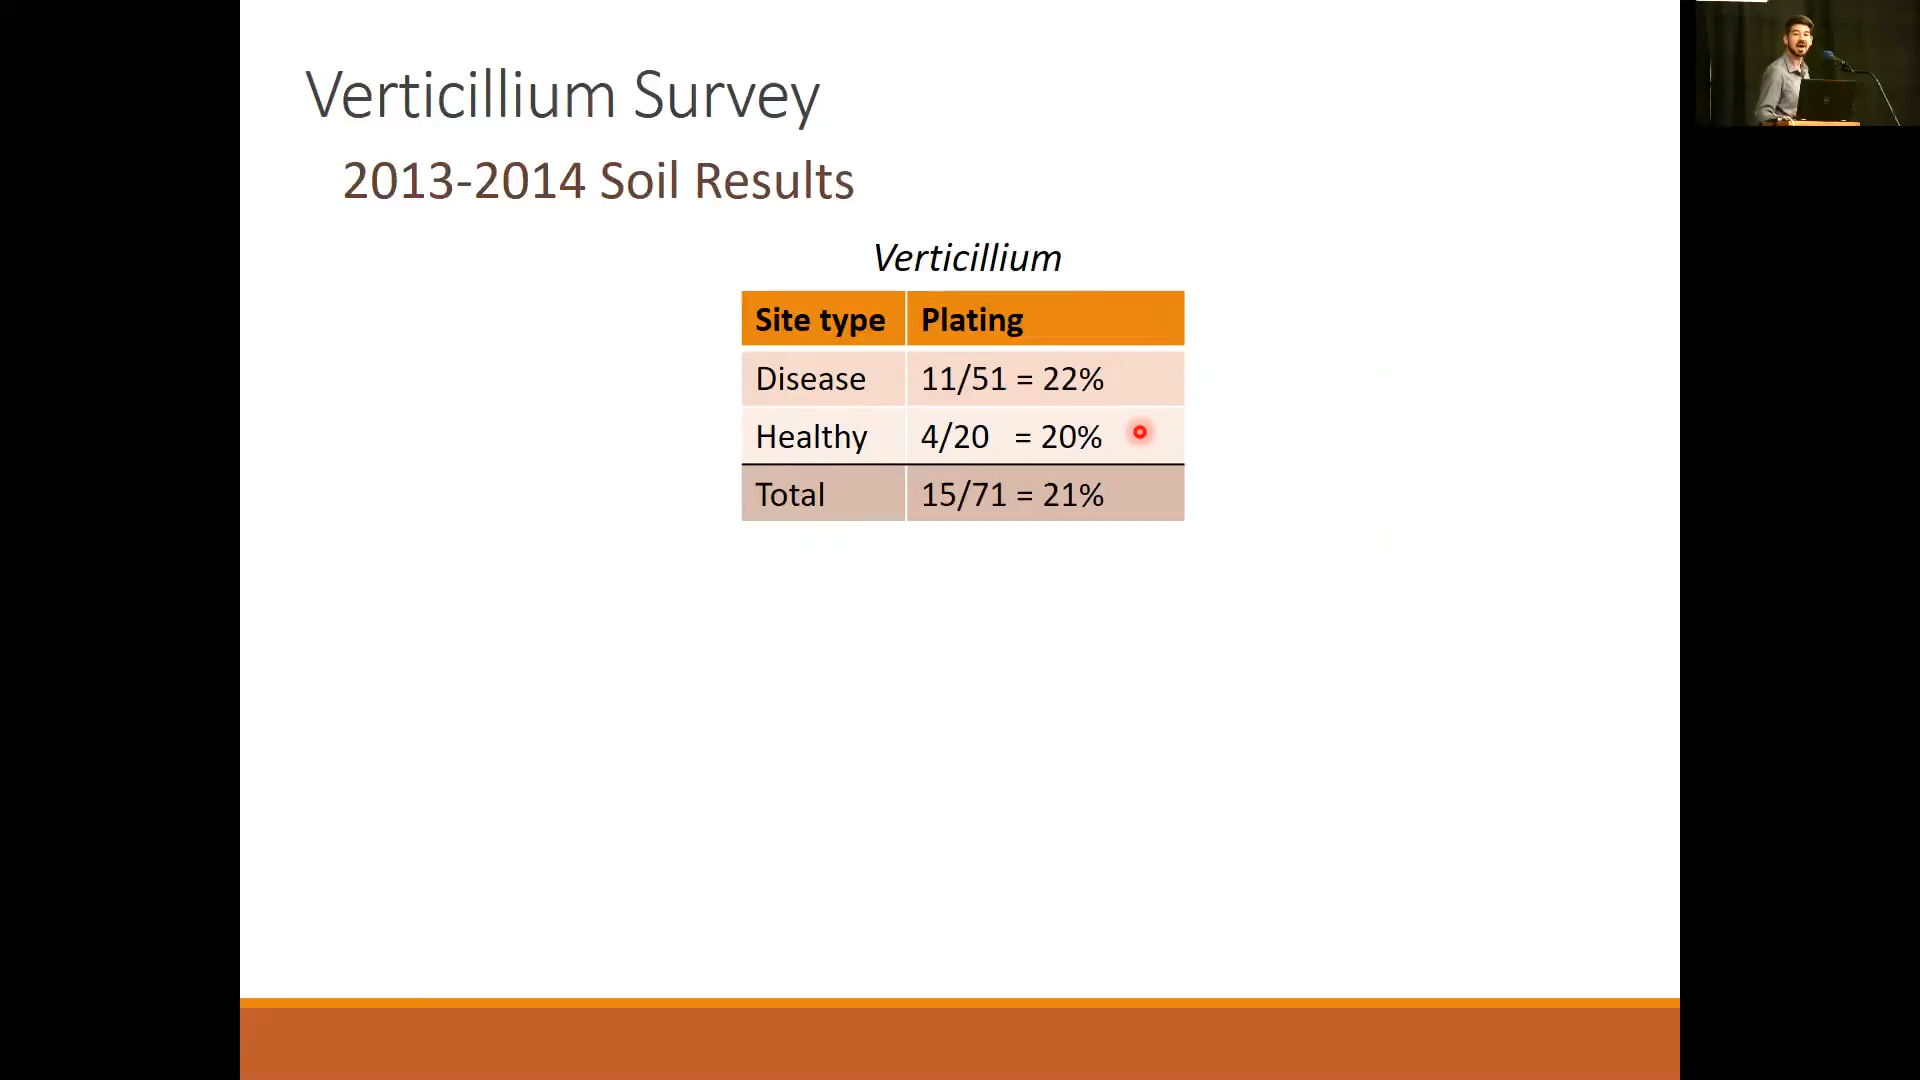 Verticillium Survey
2013-2014 Soil Results
Verticillium
Site type Plating
Disease 11/51 = 22%
Healthy 4/20 = 20%
Total 15/71 = 21%